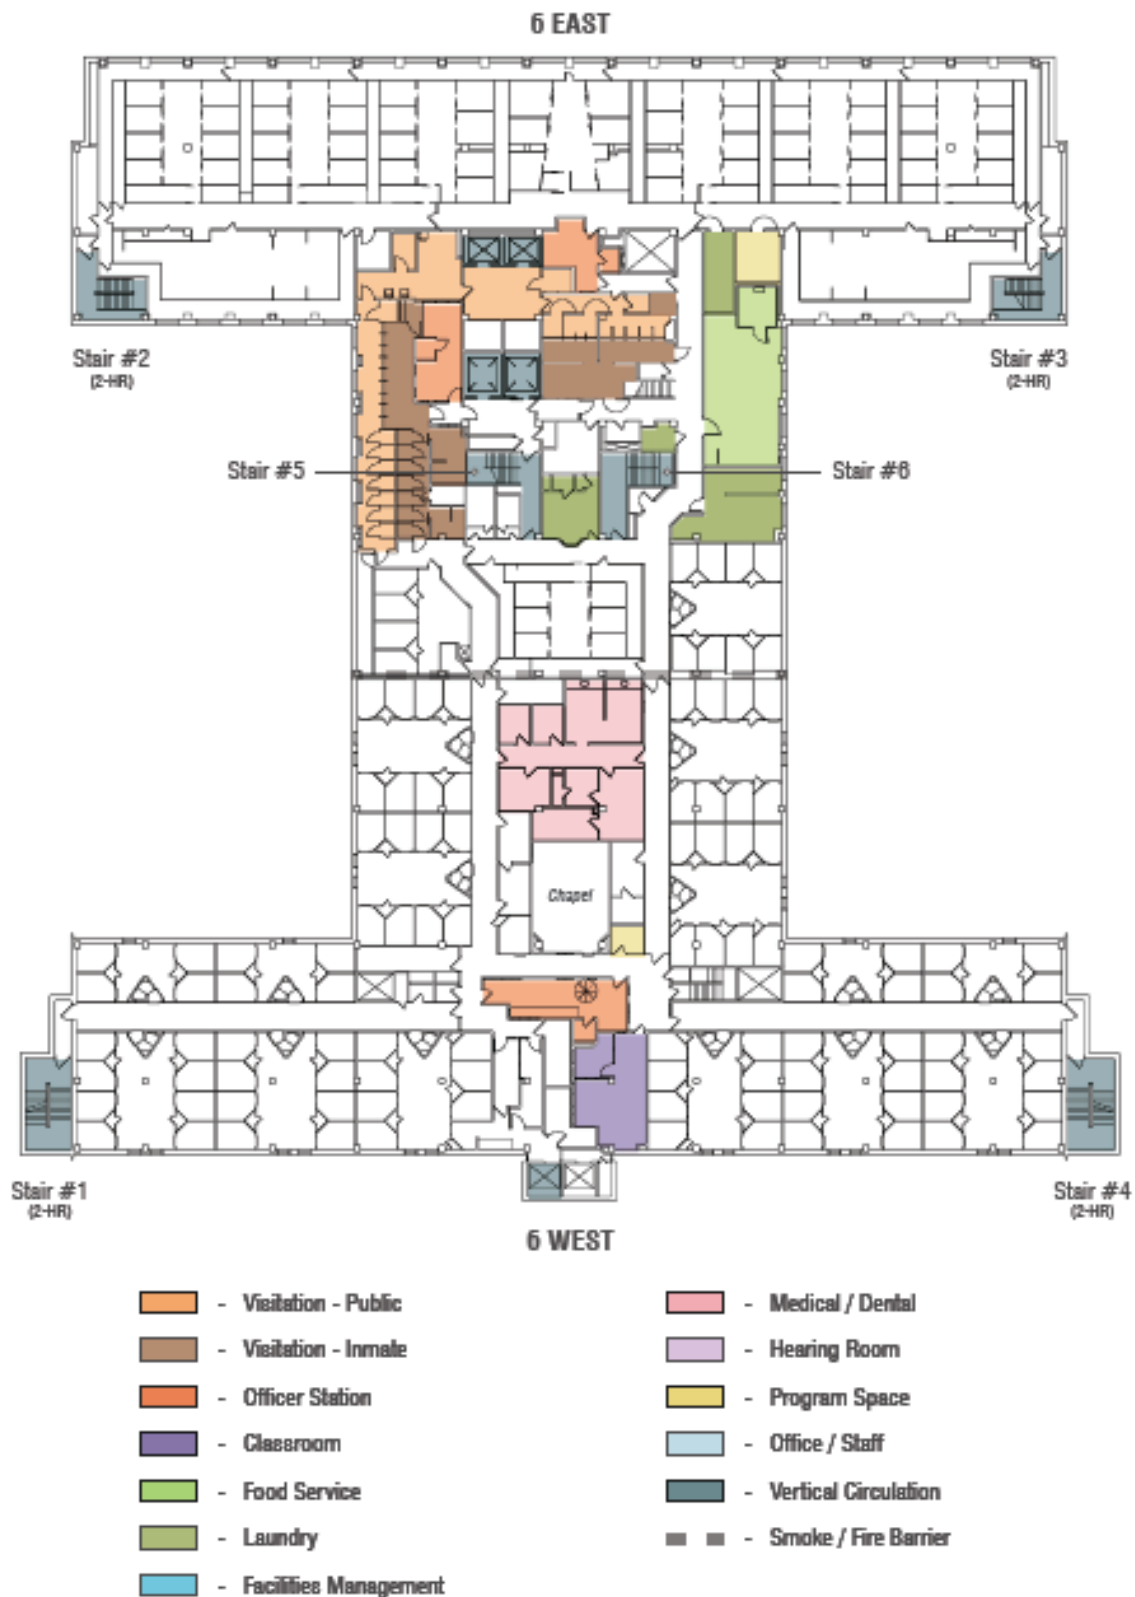 6 EAST
Stair #2
(2-HR)
Stair #3
(2-HR)
Stair #5
Stair #6
Chapel
Stair #1
(2-HR)
Stair #4
(2-HR)
6 WEST
- Visitation - Public
- Visitation - Inmate
- Officer Station
- Classroom
- Food Service
- Laundry
- Facilities Management
- Medical / Dental
- Hearing Room
- Program Space
- Office / Staff
- Vertical Circulation
- Smoke / Fire Barrier